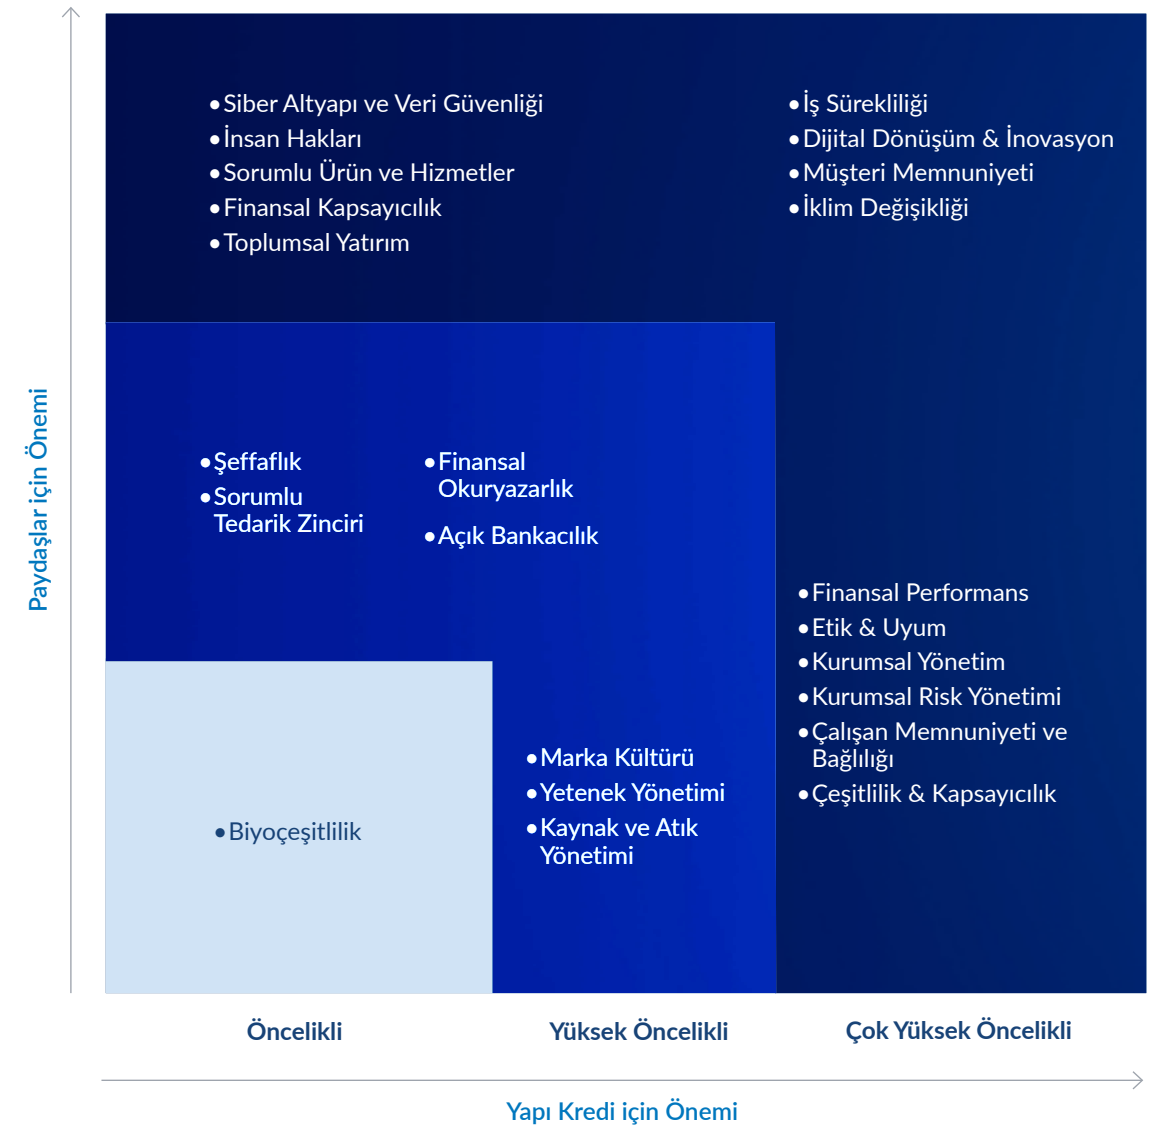 Paydaşlar için Önemi
•Siber Altyapı ve Veri Güvenliği
•İnsan Hakları
•Sorumlu Ürün ve Hizmetler
•Finansal Kapsayıcılık
•Toplumsal Yatırım
•İş Sürekliliği
•Dijital Dönüşüm & İnovasyon
•Müşteri Memnuniyeti
•İklim Değişikliği
•Şeffaflık
•Sorumlu
Tedarik Zinciri
•Finansal
Okuryazarlık
•Açık Bankacılık
•Finansal Performans
•Etik & Uyum
•Kurumsal Yönetim
•Kurumsal Risk Yönetimi
•Çalışan Memnuniyeti ve
Bağlılığı
•Çeşitlilik & Kapsayıcılık
•Marka Kültürü
•Yetenek Yönetimi
•Kaynak ve Atık
Yönetimi
•Biyoçeşitlilik
Öncelikli
Yüksek Öncelikli
Çok Yüksek Öncelikli
Yapı Kredi için Önemi